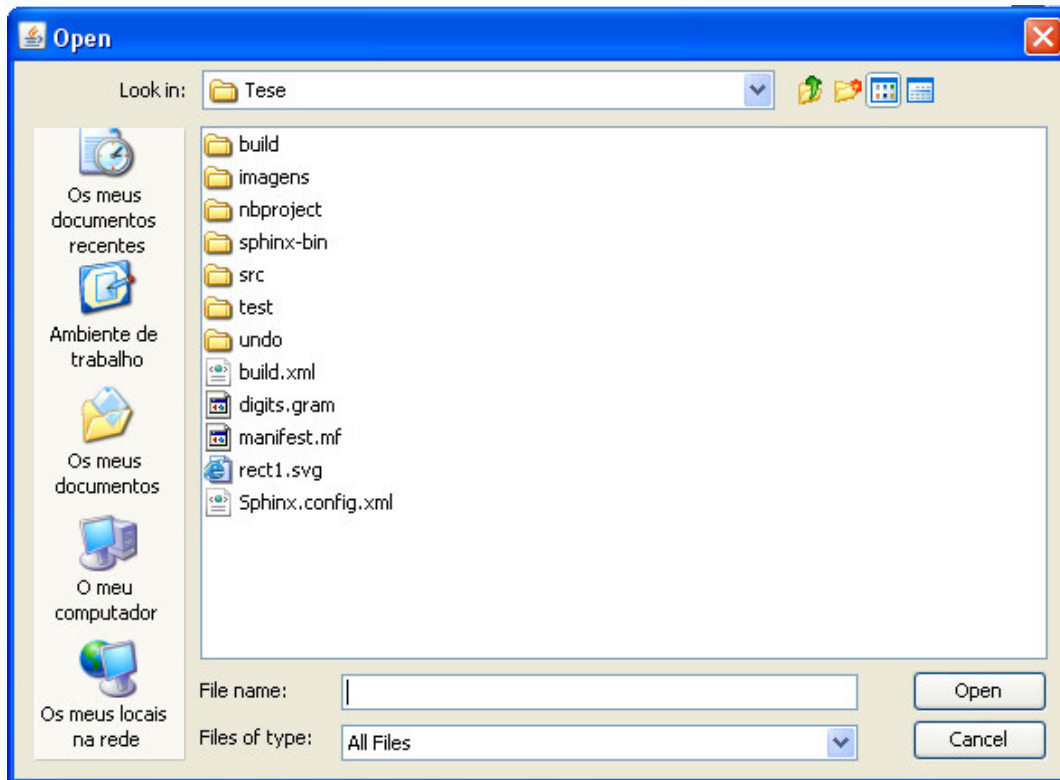 Open
Look in:
Tese
Os meus
documentos
recentes
Ambiente de
trabalho
Os meus
documentos
O meu
computador
Os meus locais
na rede
build
imagens
nbproject
sphinx-bin
src
test
undo
build.xml
digits.gram
manifest.mf
rect1.svg
Sphinx.config.xml
File name:
Open
Files of type:
All Files
Cancel